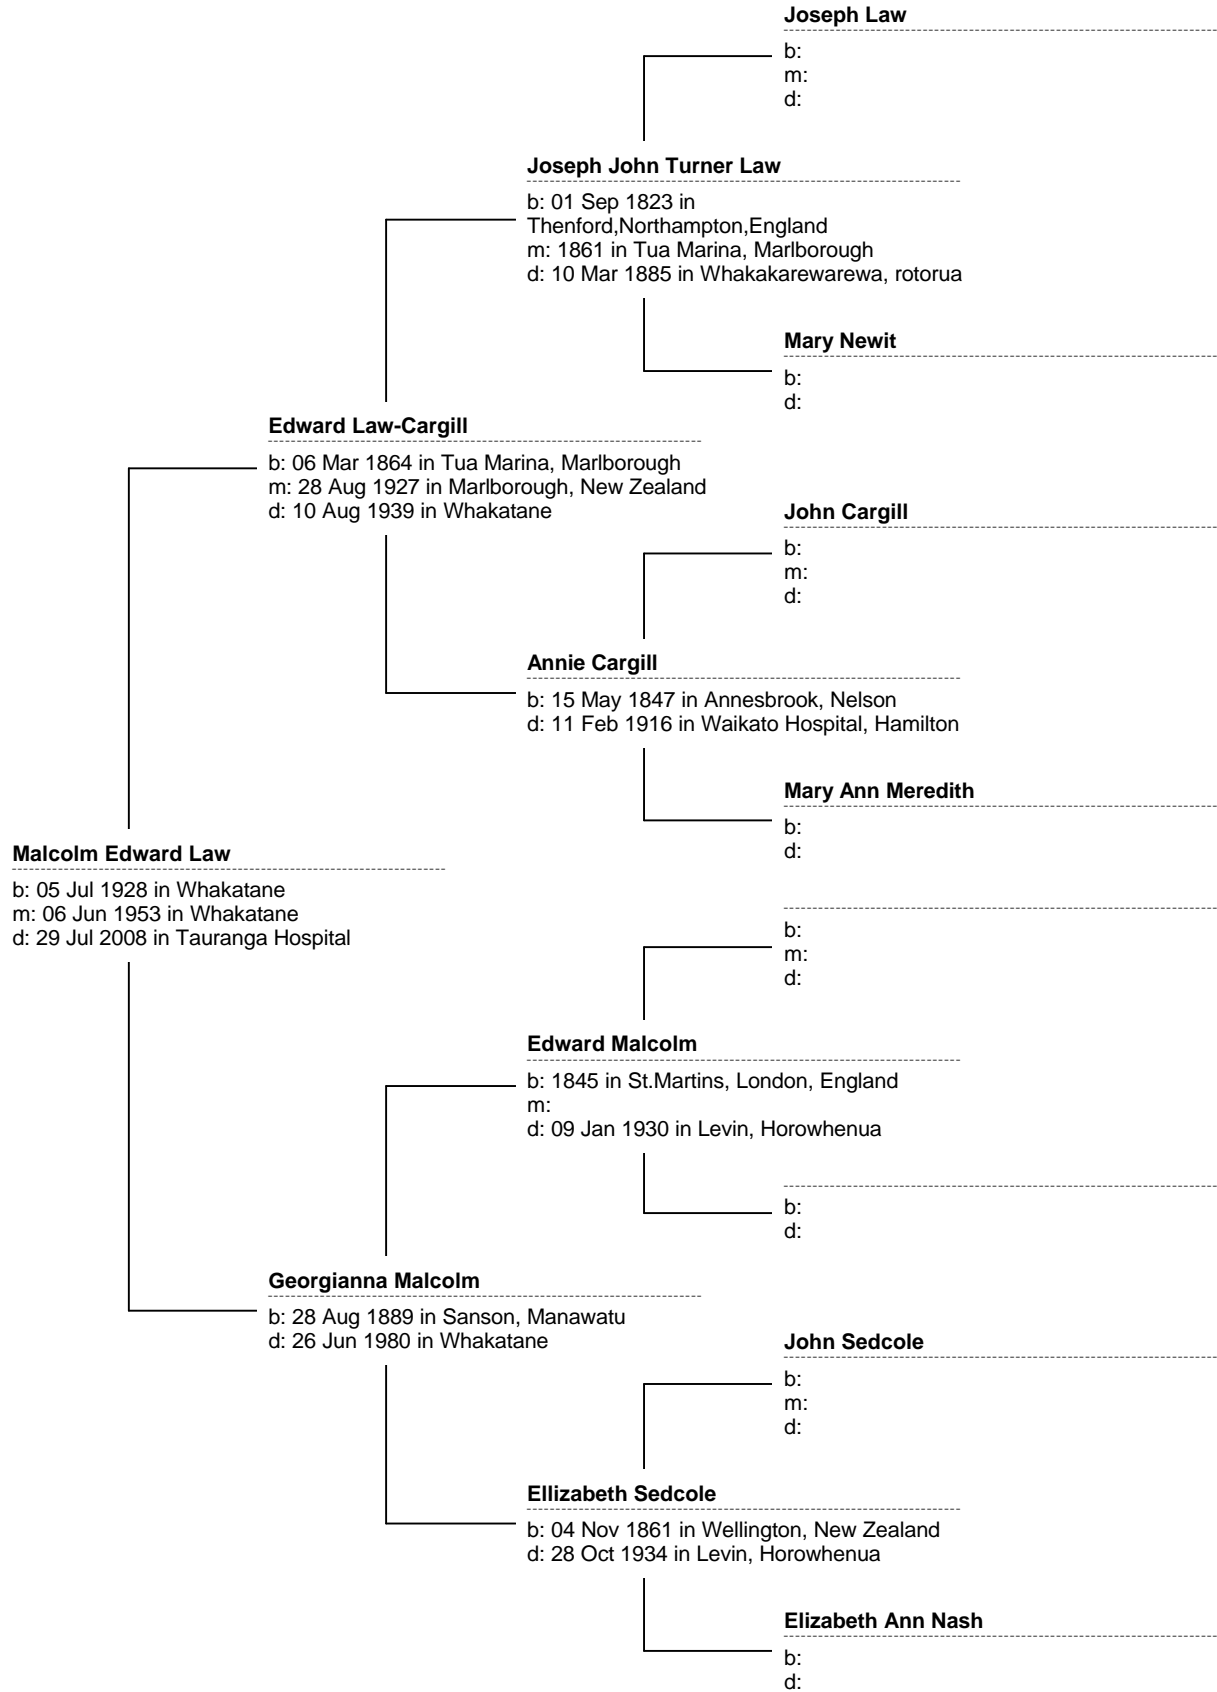 Joseph Law
b:
m:
d:
Joseph John Turner Law
b: 01 Sep 1823 in
Thenford,Northampton,England
m: 1861 in Tua Marina, Marlborough
d: 10 Mar 1885 in Whakakarewarewa, rotorua
Mary Newit
b:
d:
Edward Law-Cargill
b: 06 Mar 1864 in Tua Marina, Marlborough
m: 28 Aug 1927 in Marlborough, New Zealand
d: 10 Aug 1939 in Whakatane
John Cargill
b:
m:
d:
Annie Cargill
b: 15 May 1847 in Annesbrook, Nelson
d: 11 Feb 1916 in Waikato Hospital, Hamilton
Mary Ann Meredith
b:
d:
Malcolm Edward Law
b: 05 Jul 1928 in Whakatane
m: 06 Jun 1953 in Whakatane
d: 29 Jul 2008 in Tauranga Hospital
b:
m:
d:
Edward Malcolm
b: 1845 in St.Martins, London, England
m:
d: 09 Jan 1930 in Levin, Horowhenua
b:
d:
Georgianna Malcolm
b: 28 Aug 1889 in Sanson, Manawatu
d: 26 Jun 1980 in Whakatane
John Sedcole
b:
m:
d:
Ellizabeth Sedcole
b: 04 Nov 1861 in Wellington, New Zealand
d: 28 Oct 1934 in Levin, Horowhenua
Elizabeth Ann Nash
b:
d: